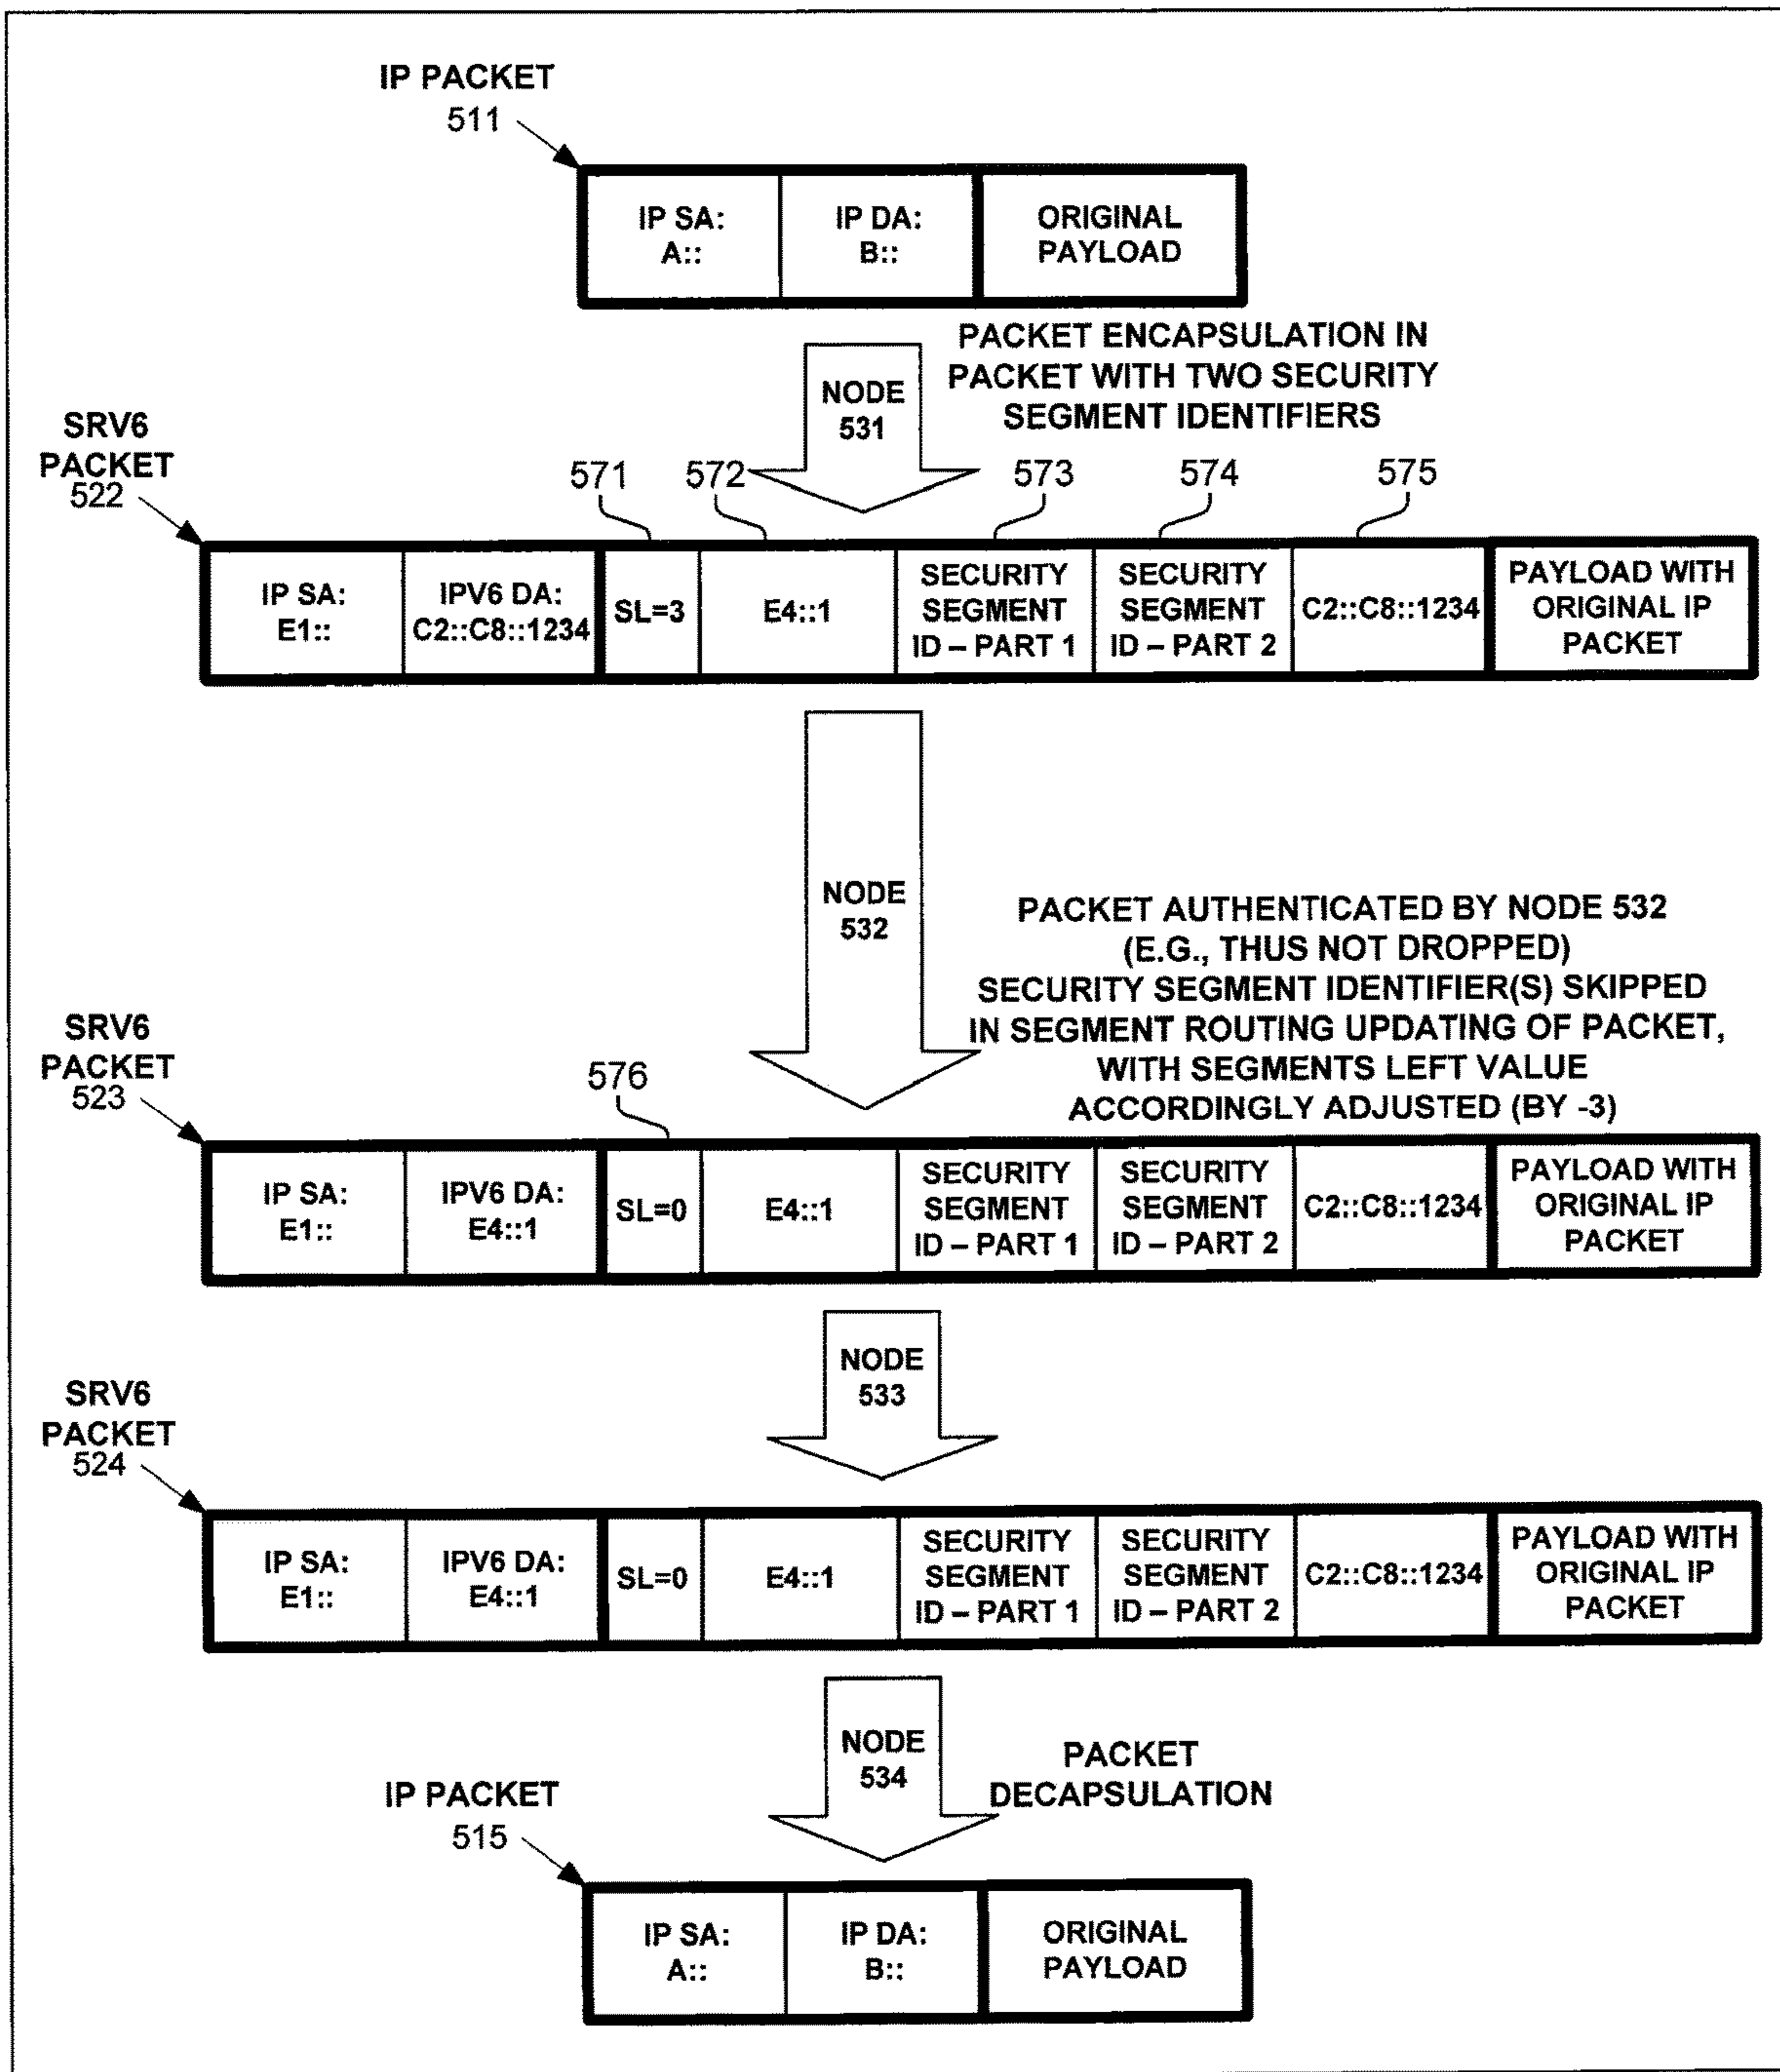 IP PACKET
511
IP SA:
A::
IP DA:
B::
ORIGINAL
PAYLOAD
NODE
531
PACKET ENCAPSULATION IN
PACKET WITH TWO SECURITY
SEGMENT IDENTIFIERS
SRV6
PACKET
522
571
572
573
574
575
IP SA:
E1::
IPV6 DA:
C2::C8::1234
SL=3
E4::1
SECURITY
SEGMENT
ID – PART 1
SECURITY
SEGMENT
ID – PART 2
C2::C8::1234
PAYLOAD WITH
ORIGINAL IP
PACKET
NODE
532
PACKET AUTHENTICATED BY NODE 532
(E.G., THUS NOT DROPPED)
SECURITY SEGMENT IDENTIFIER(S) SKIPPED
IN SEGMENT ROUTING UPDATING OF PACKET,
WITH SEGMENTS LEFT VALUE
ACCORDINGLY ADJUSTED (BY -3)
SRV6
PACKET
523
576
IP SA:
E1::
IPV6 DA:
E4::1
SL=0
E4::1
SECURITY
SEGMENT
ID – PART 1
SECURITY
SEGMENT
ID – PART 2
C2::C8::1234
PAYLOAD WITH
ORIGINAL IP
PACKET
NODE
533
SRV6
PACKET
524
IP SA:
E1::
IPV6 DA:
E4::1
SL=0
E4::1
SECURITY
SEGMENT
ID – PART 1
SECURITY
SEGMENT
ID – PART 2
C2::C8::1234
PAYLOAD WITH
ORIGINAL IP
PACKET
NODE
534
PACKET
DECAPSULATION
IP PACKET
515
IP SA:
A::
IP DA:
B::
ORIGINAL
PAYLOAD